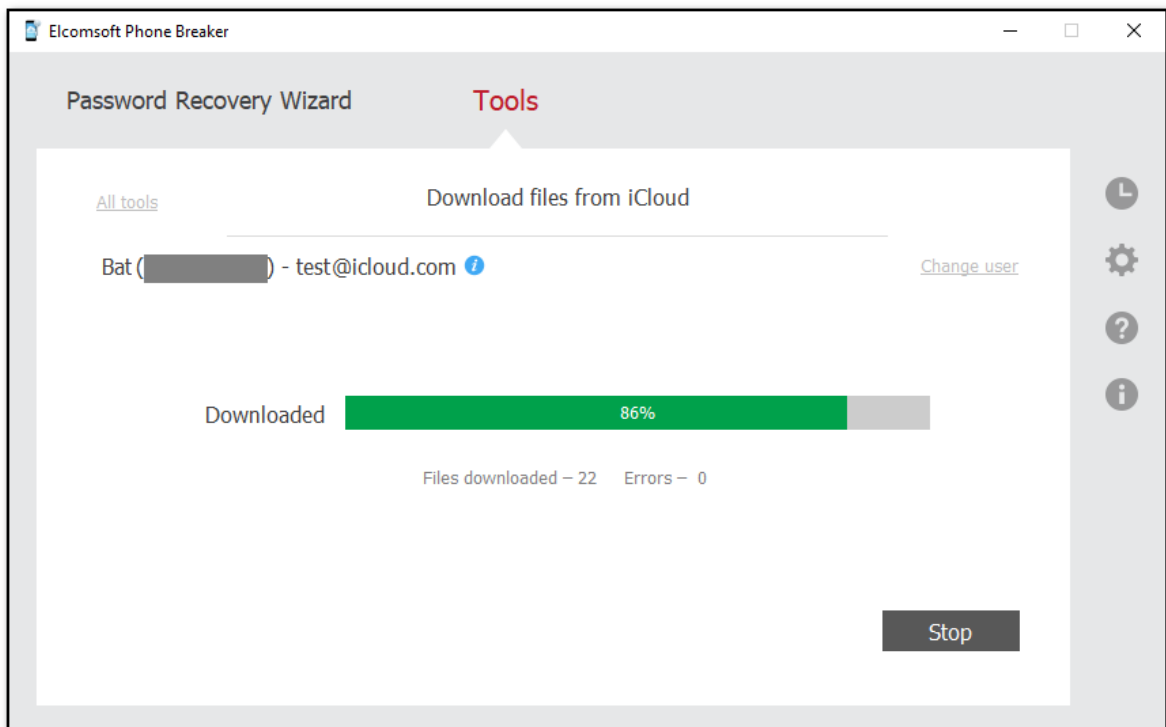 Elcomsoft Phone Breaker
Password Recovery Wizard Tools
All tools Download files from iCloud
Bat ( ) - test@icloud.com Change user
Downloaded 86%
Files downloaded – 22 Errors – 0
Stop